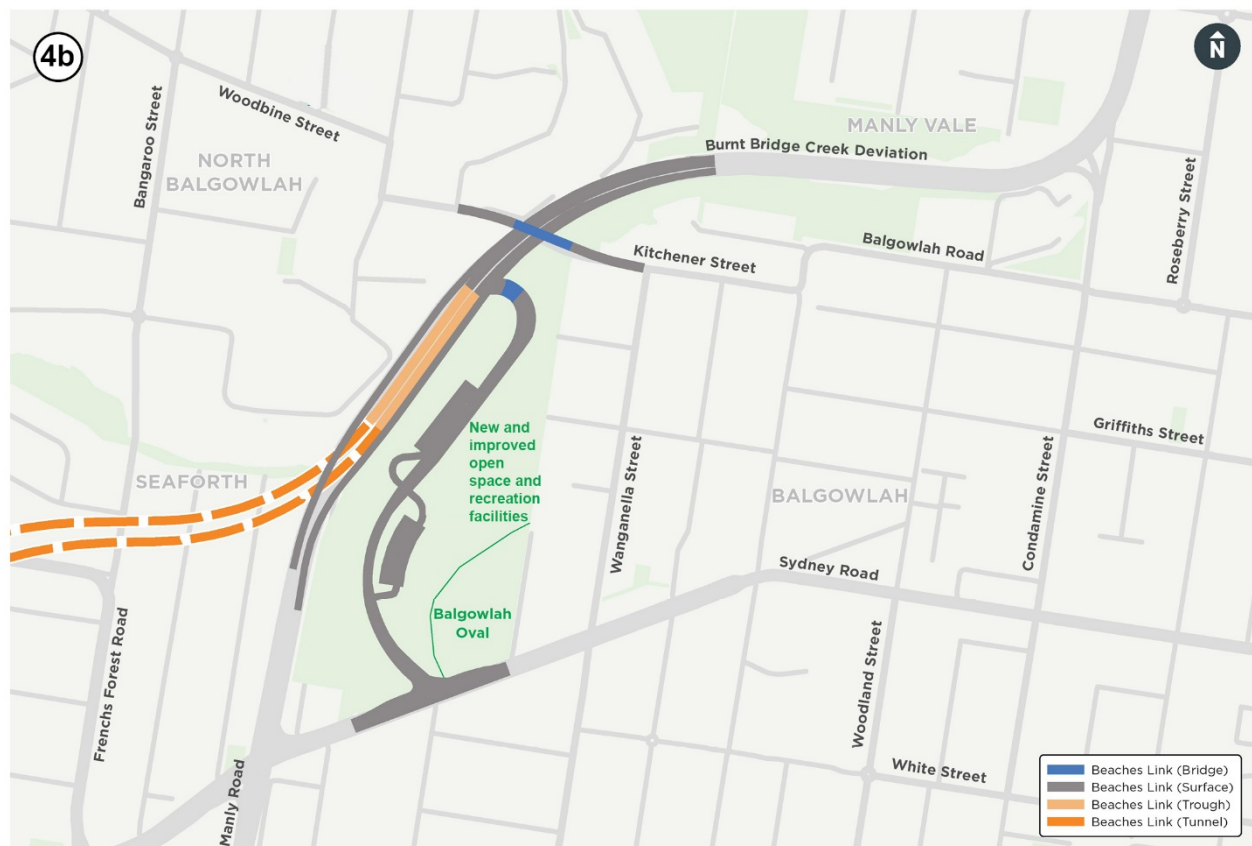 4b
N
Woodbine Street
Bangaroo Street
NORTH
BALGOWLAH
MANLY VALE
Burnt Bridge Creek Deviation
Roseberry Street
Balgowlah Road
Kitchener Street
New and
improved
open
space and
recreation
facilities
Griffiths Street
SEAFORTH
Wanganella Street
BALGOWLAH
Condamine Street
Sydney Road
Balgowlah
Oval
Frenchs Forest Road
Woodland Street
Manly Road
White Street
Beaches Link (Bridge)
Beaches Link (Surface)
Beaches Link (Trough)
Beaches Link (Tunnel)